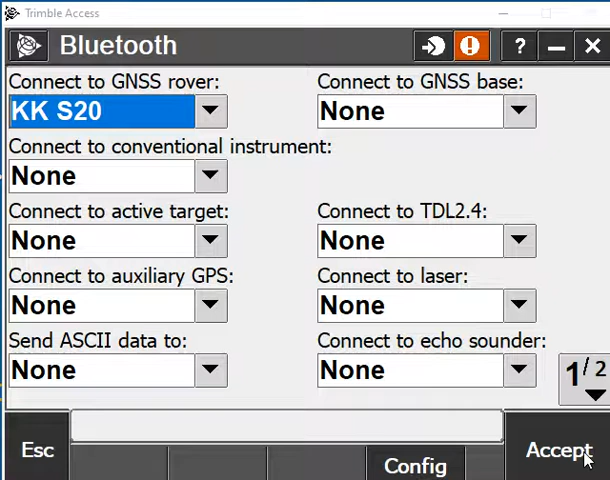 Trimble Access
Bluetooth
?
Connect to GNSS rover: Connect to GNSS base:
KK S20 None
Connect to conventional instrument:
None
Connect to active target: Connect to TDL2.4:
None None
Connect to auxiliary GPS: Connect to laser:
None None
Send ASCII data to: Connect to echo sounder:
None None
1/2
Esc Config Accept